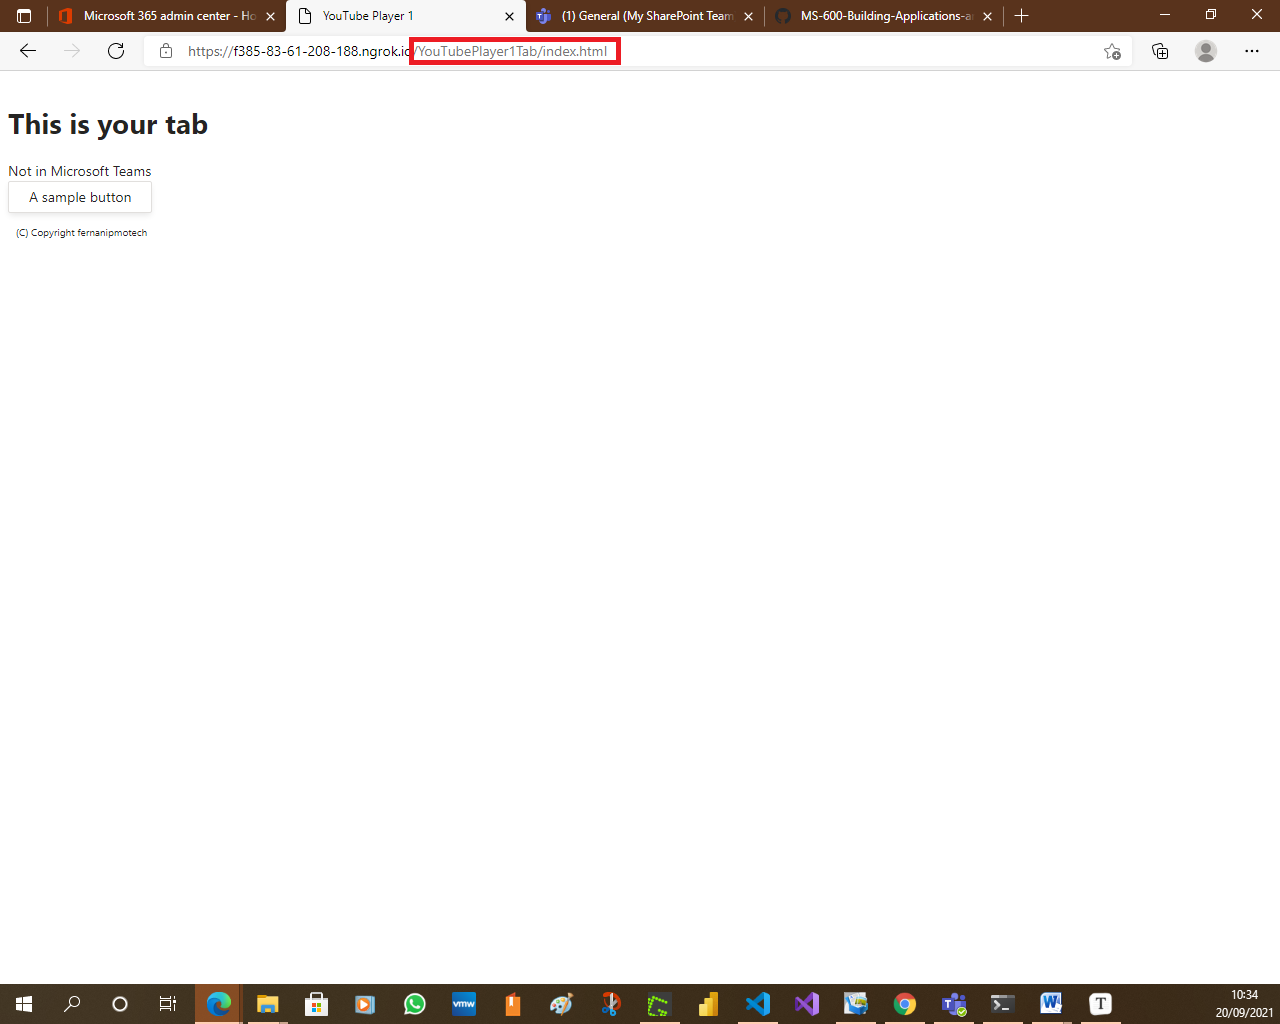 Microsoft 365 admin center - Ho
YouTube Player 1
(1) General (My SharePoint Team
MS-600-Building-Applications-a
https://f385-83-61-208-188.ngrok.io/YouTubePlayer1Tab/index.html
This is your tab
Not in Microsoft Teams
A sample button
(C) Copyright fernanipmotech
vmw
W
T
10:34
20/09/2021